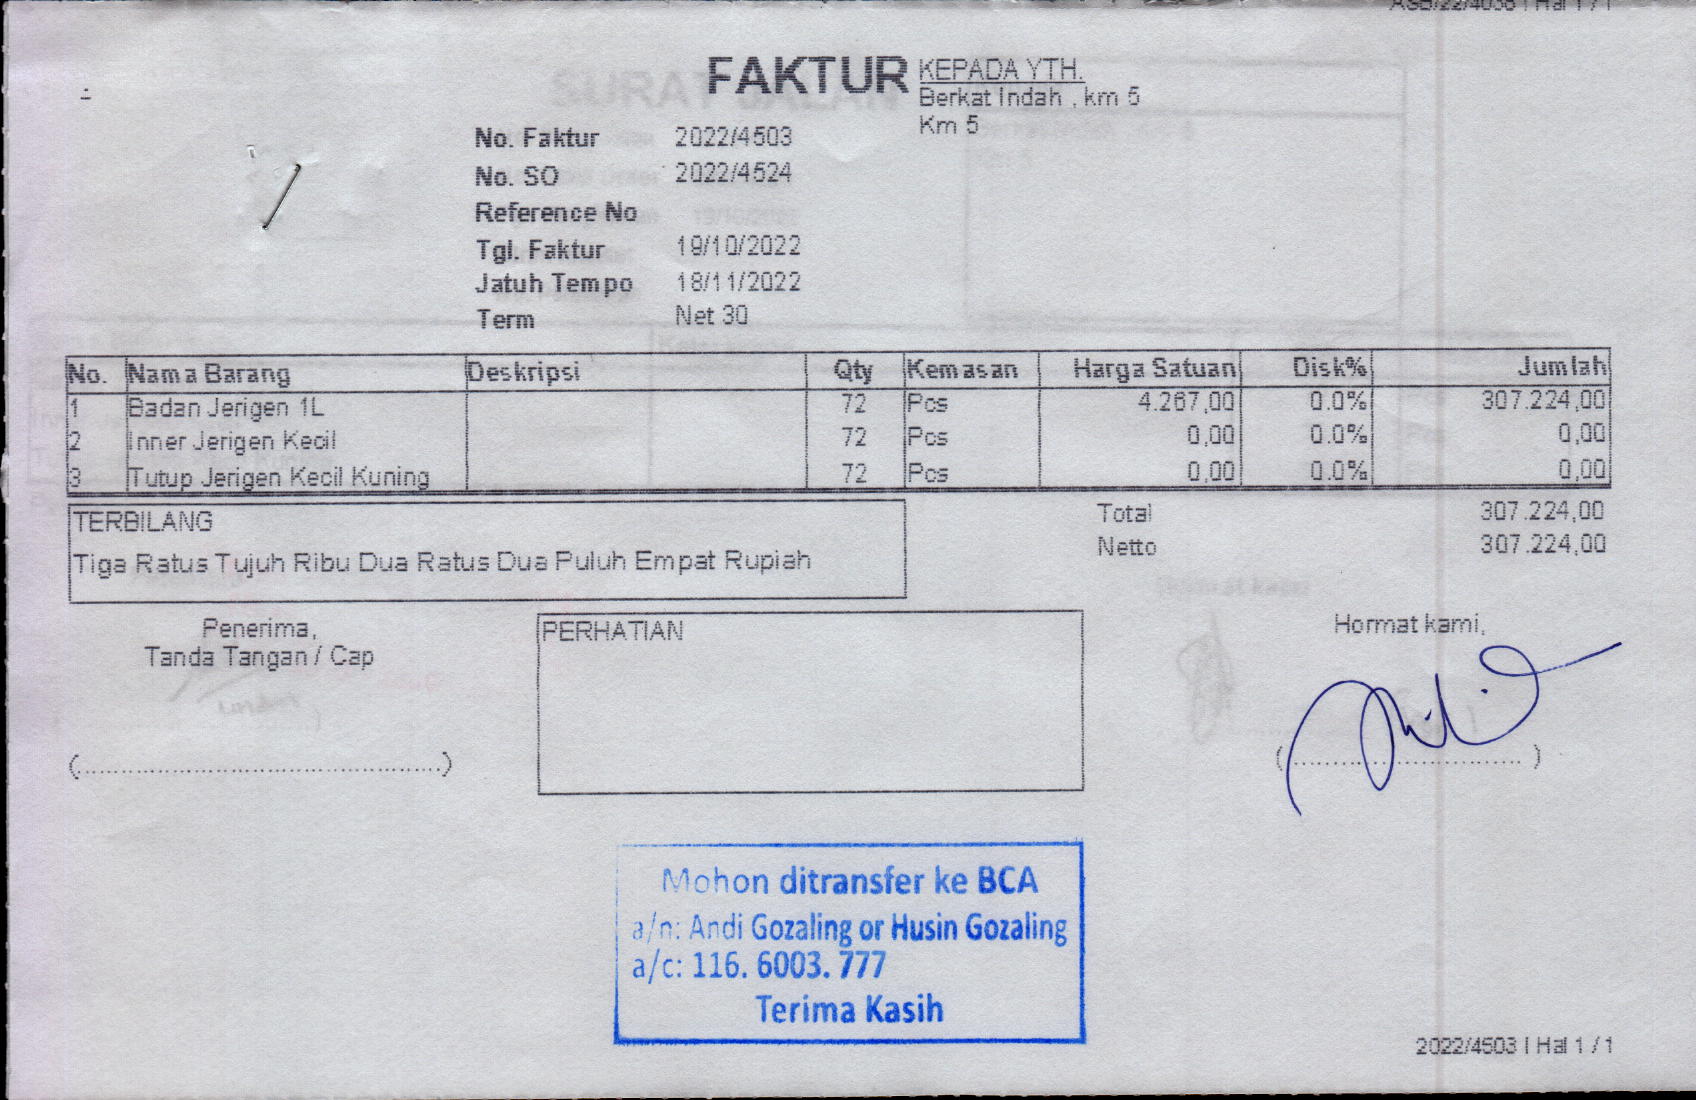 FAKTUR
KEPADA YTH.
Berkat Indah , km 5
Km 5
No. Faktur 2022/4503
No. SO 2022/4524
Reference No
Tgl. Faktur 19/10/2022
Jatuh Tempo 18/11/2022
Term Net 30
No. Nama Barang Deskripsi Qty Kemasan Harga Satuan Disk% Jumlah
1 Badan Jerigen 1L 72 Pcs 4.267,00 0.0% 307.224,00
2 Inner Jerigen Kecil 72 Pcs 0,00 0.0% 0,00
3 Tutup Jerigen Kecil Kuning 72 Pcs 0,00 0.0% 0,00
TERBILANG
Tiga Ratus Tujuh Ribu Dua Ratus Dua Puluh Empat Rupiah
Total 307.224,00
Netto 307.224,00
Penerima,
Tanda Tangan / Cap
(..............................................)
PERHATIAN
Hormat kami,
(..............................)
Mohon ditransfer ke BCA
a/n: Andi Gozaling or Husin Gozaling
a/c: 116. 6003. 777
Terima Kasih
2022/4503 | Hal 1 / 1